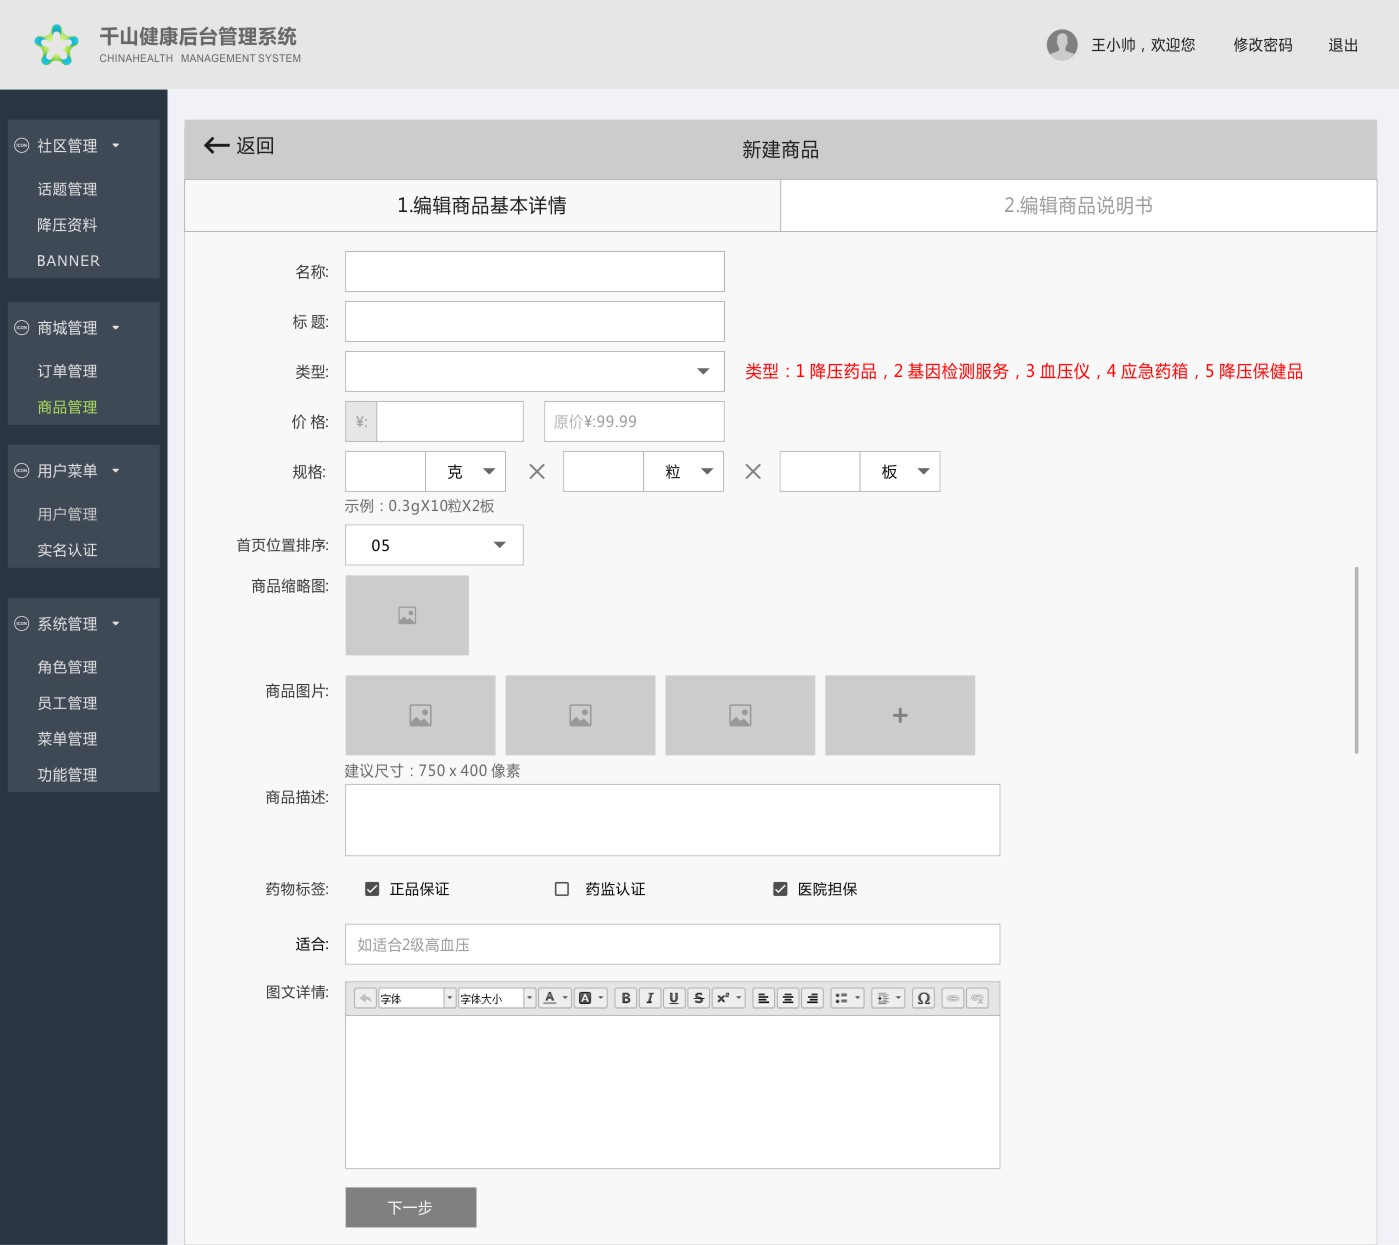 千山健康后台管理系统
CHINAHEALTH MANAGEMENT SYSTEM
王小帅，欢迎您 修改密码 退出
社区管理
话题管理
降压资料
BANNER
商城管理
订单管理
商品管理
用户菜单
用户管理
实名认证
系统管理
角色管理
员工管理
菜单管理
功能管理
返回
新建商品
1.编辑商品基本详情 2.编辑商品说明书
名称:
标 题:
类型: 类型：1 降压药品，2 基因检测服务，3 血压仪，4 应急药箱，5 降压保健品
价 格: ¥: 原价¥:99.99
规格: 克 粒 板
示例：0.3gX10粒X2板
首页位置排序: 05
商品缩略图:
商品图片:
建议尺寸：750 x 400 像素
商品描述:
药物标签: 正品保证 药监认证 医院担保
适合: 如适合2级高血压
图文详情: 字体 字体大小 A A B I U S x² Ω
下一步